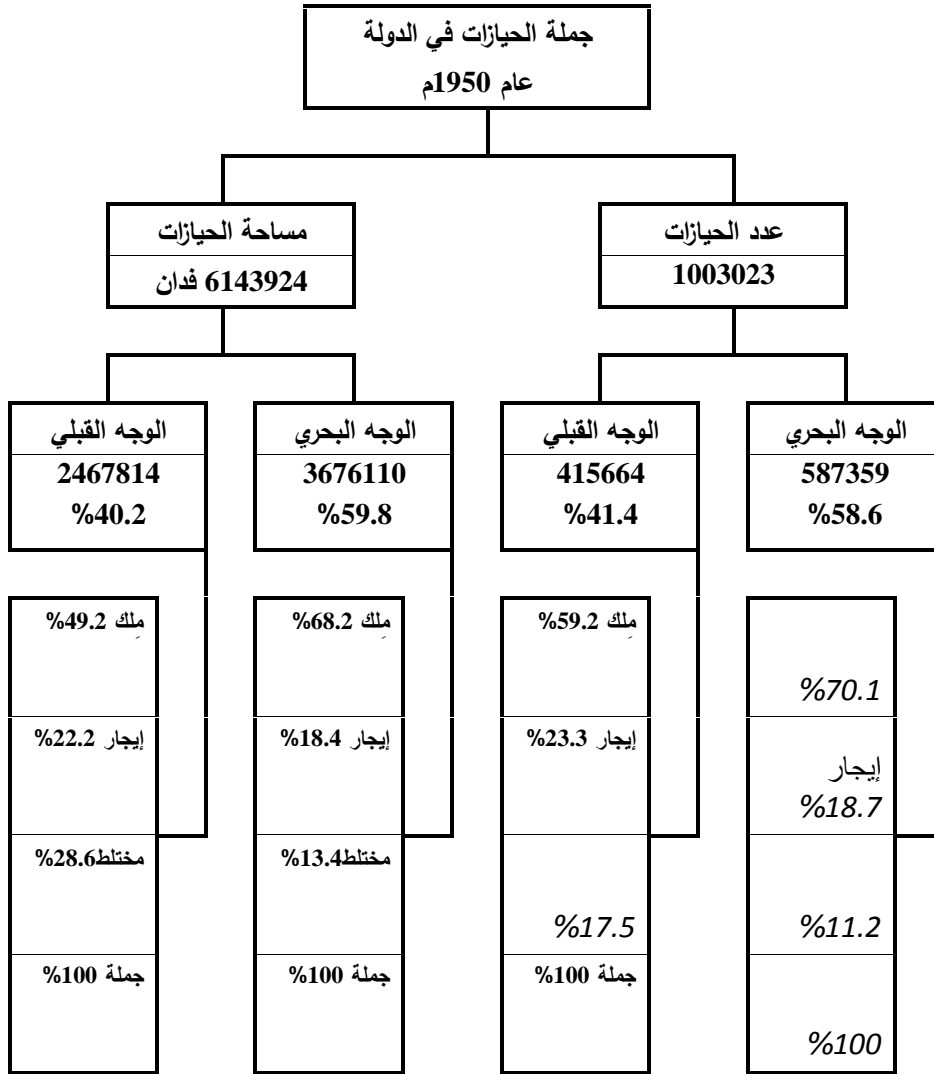 جملة الحيازات في الدولة
عام 1950م
عدد الحيازات
1003023
مساحة الحيازات
6143924 فدان
الوجه البحري
587359
%58.6
الوجه القبلي
415664
%41.4
الوجه البحري
3676110
%59.8
الوجه القبلي
2467814
%40.2
%70.1
إيجار
%18.7
%11.2
%100
مِلك 59.2%
إيجار 23.3%
%17.5
جملة 100%
مِلك 68.2%
إيجار 18.4%
مختلط13.4%
جملة 100%
مِلك 49.2%
إيجار 22.2%
مختلط28.6%
جملة 100%